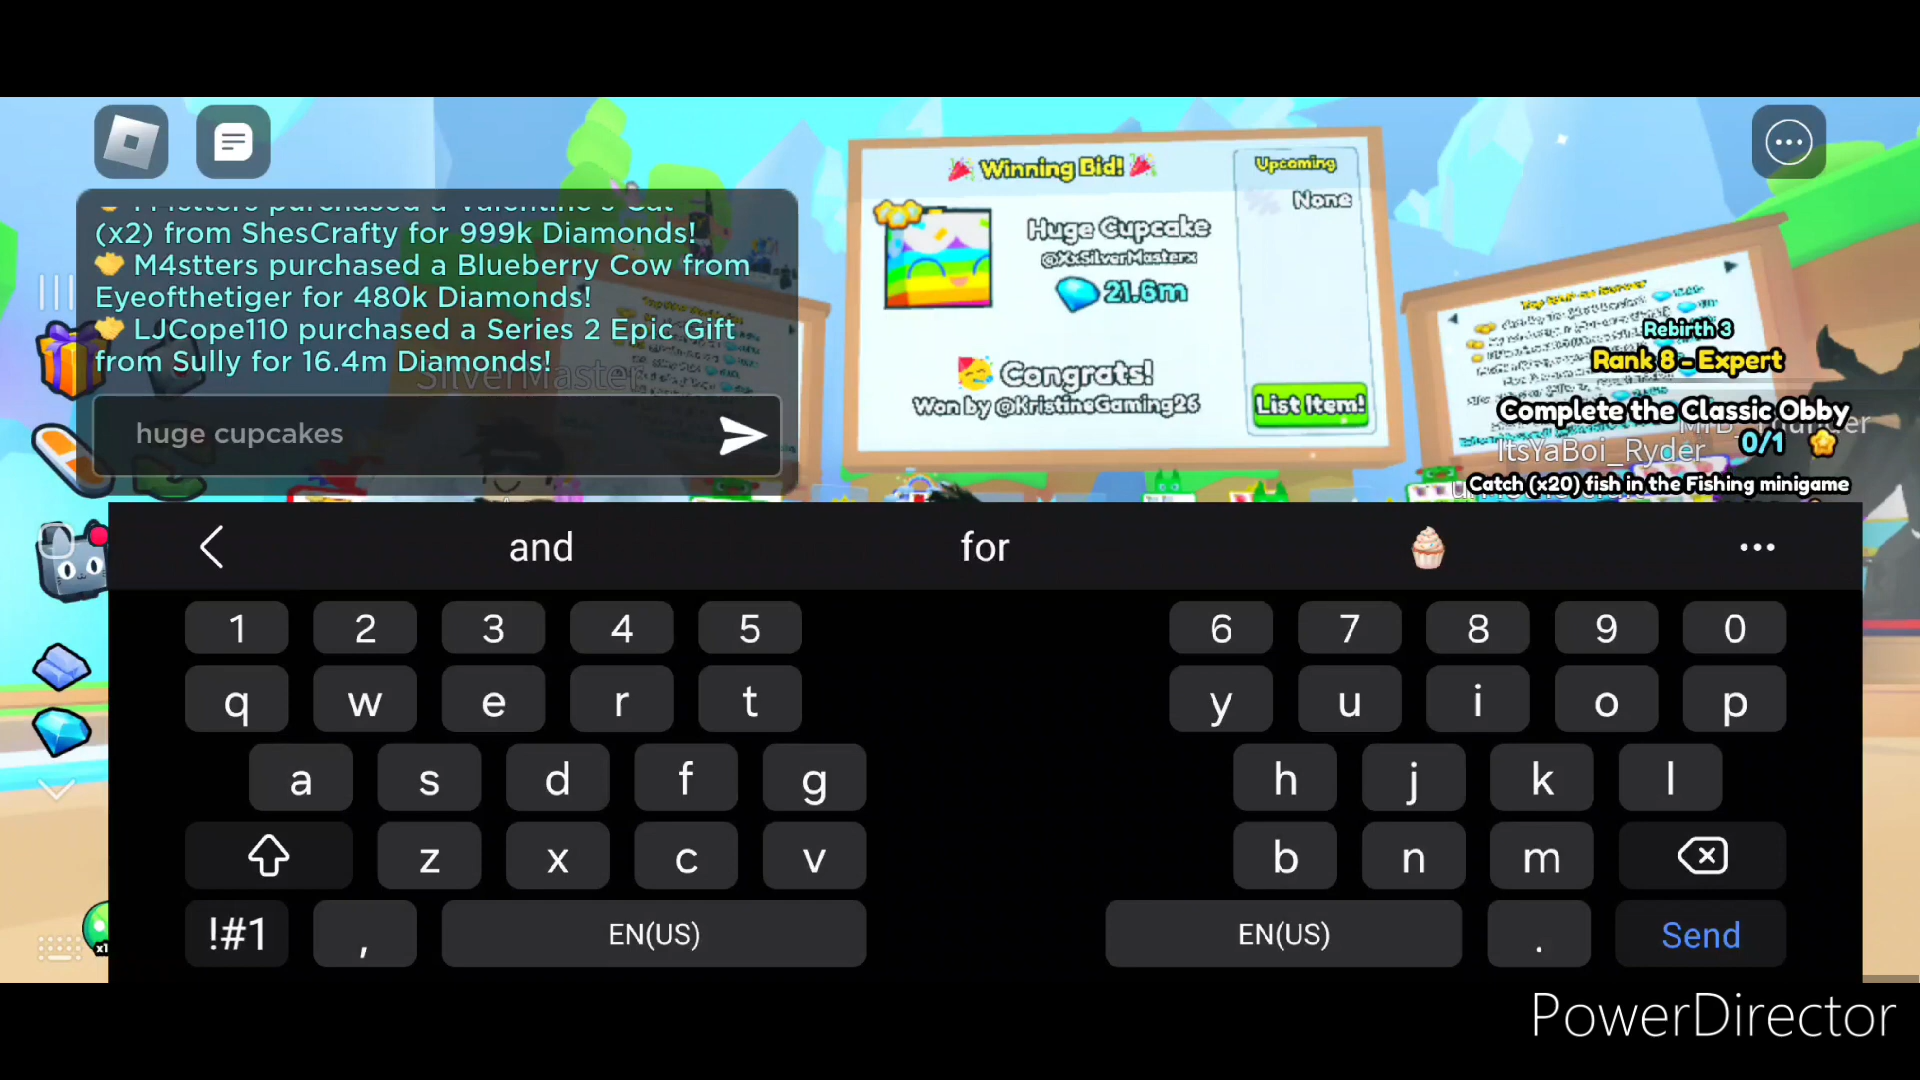 Winning Bid!
Upcoming
None
Huge Cupcake
@XxSilverMasterx
21.6m
Congrats!
Won by @KristineGaming26
List Item!
(x2) from ShesCrafty for 999k Diamonds!
M4stters purchased a Blueberry Cow from
Eyeofthetiger for 480k Diamonds!
LJCope110 purchased a Series 2 Epic Gift
from Sully for 16.4m Diamonds!
SilverMaster
huge cupcakes
Rebirth 3
Rank 8 - Expert
Complete the Classic Obby
0/1
ItsYaBoi_Ryder
Catch (x20) fish in the Fishing minigame
x1
and for
1 2 3 4 5 6 7 8 9 0
q w e r t y u i o p
a s d f g h j k l
z x c v b n m
!#1 , EN(US) EN(US) . Send
PowerDirector